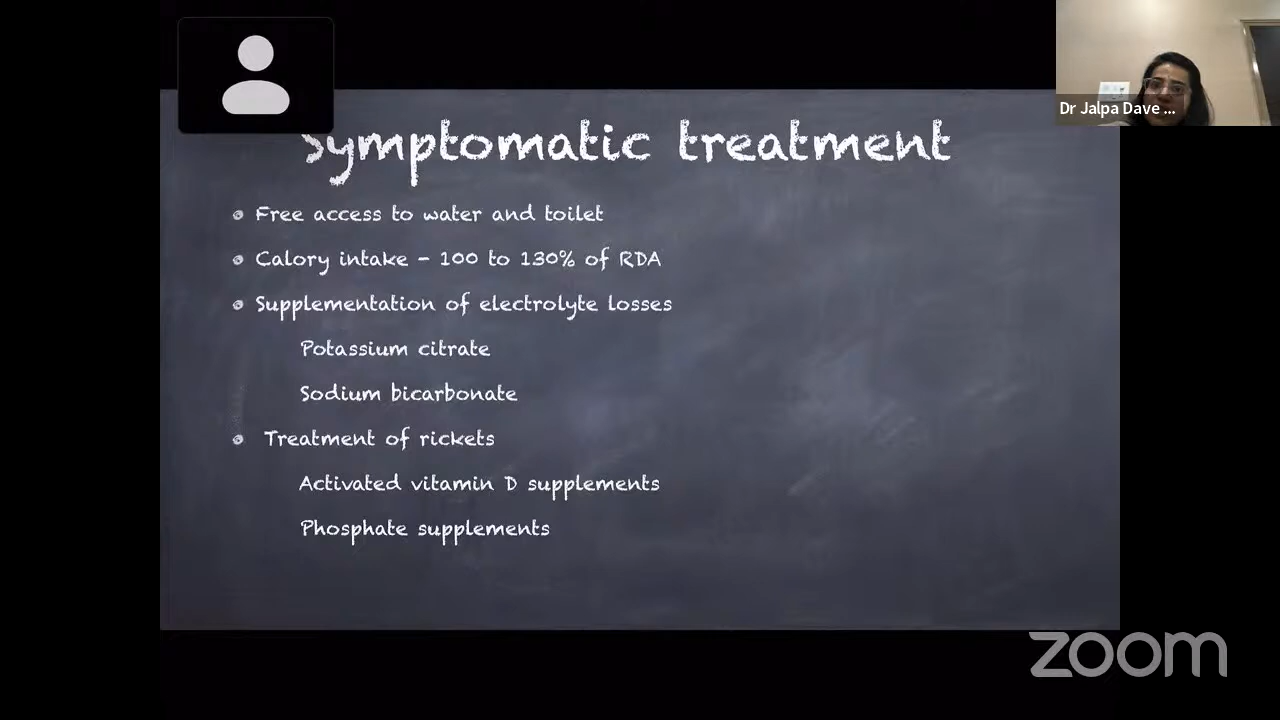 Dr Jalpa Dave ...
Symptomatic treatment
Free access to water and toilet
Calory intake - 100 to 130% of RDA
Supplementation of electrolyte losses
Potassium citrate
Sodium bicarbonate
Treatment of rickets
Activated vitamin D supplements
Phosphate supplements
zoom